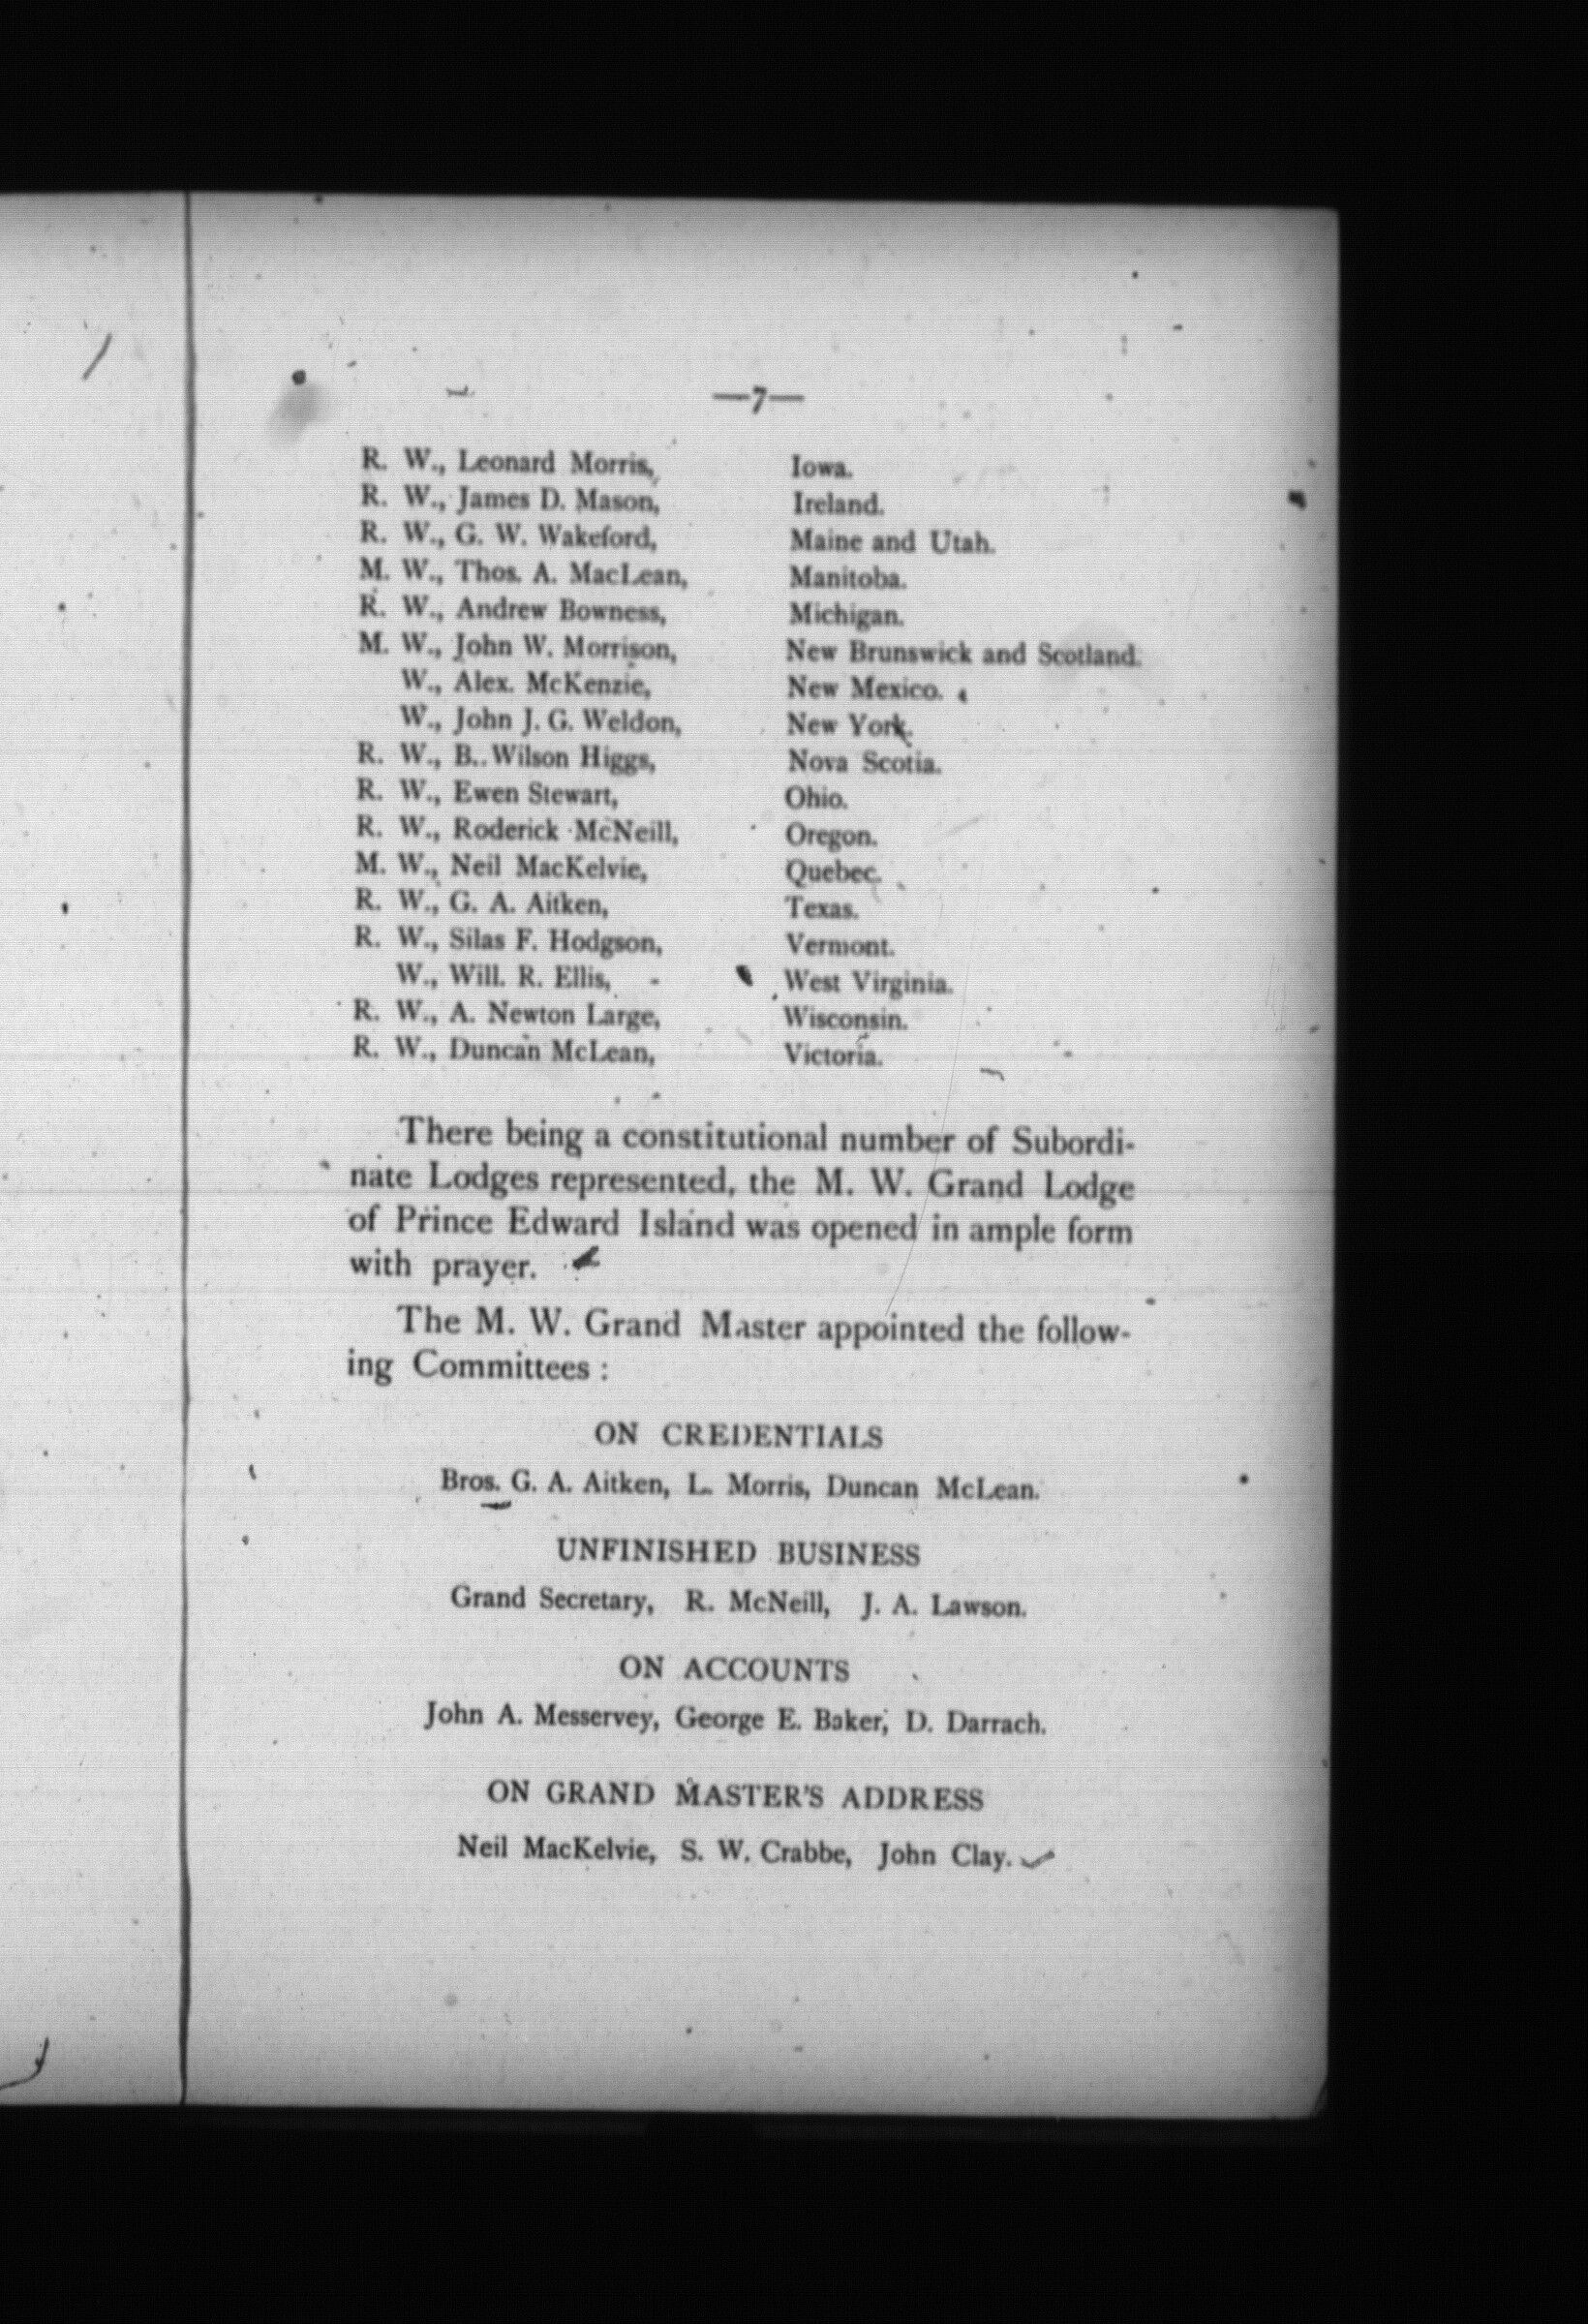 —7—
R. W., Leonard Morris, Iowa.
R. W., James D. Mason, Ireland.
R. W., G. W. Wakeford, Maine and Utah.
M. W., Thos. A. MacLean, Manitoba.
R. W., Andrew Bowness, Michigan.
M. W., John W. Morrison, New Brunswick and Scotland.
W., Alex. McKenzie, New Mexico.
W., John J. G. Weldon, New York.
R. W., B. Wilson Higgs, Nova Scotia.
R. W., Ewen Stewart, Ohio.
R. W., Roderick McNeill, Oregon.
M. W., Neil MacKelvie, Quebec.
R. W., G. A. Aitken, Texas.
R. W., Silas F. Hodgson, Vermont.
W., Will. R. Ellis, - West Virginia.
R. W., A. Newton Large, Wisconsin.
R. W., Duncan McLean, Victoria.
There being a constitutional number of Subordi-
nate Lodges represented, the M. W. Grand Lodge
of Prince Edward Island was opened in ample form
with prayer.
The M. W. Grand Master appointed the follow-
ing Committees :
ON CREDENTIALS
Bros. G. A. Aitken, L. Morris, Duncan McLean.
UNFINISHED BUSINESS
Grand Secretary, R. McNeill, J. A. Lawson.
ON ACCOUNTS
John A. Messervey, George E. Baker, D. Darrach.
ON GRAND MASTER'S ADDRESS
Neil MacKelvie, S. W. Crabbe, John Clay.